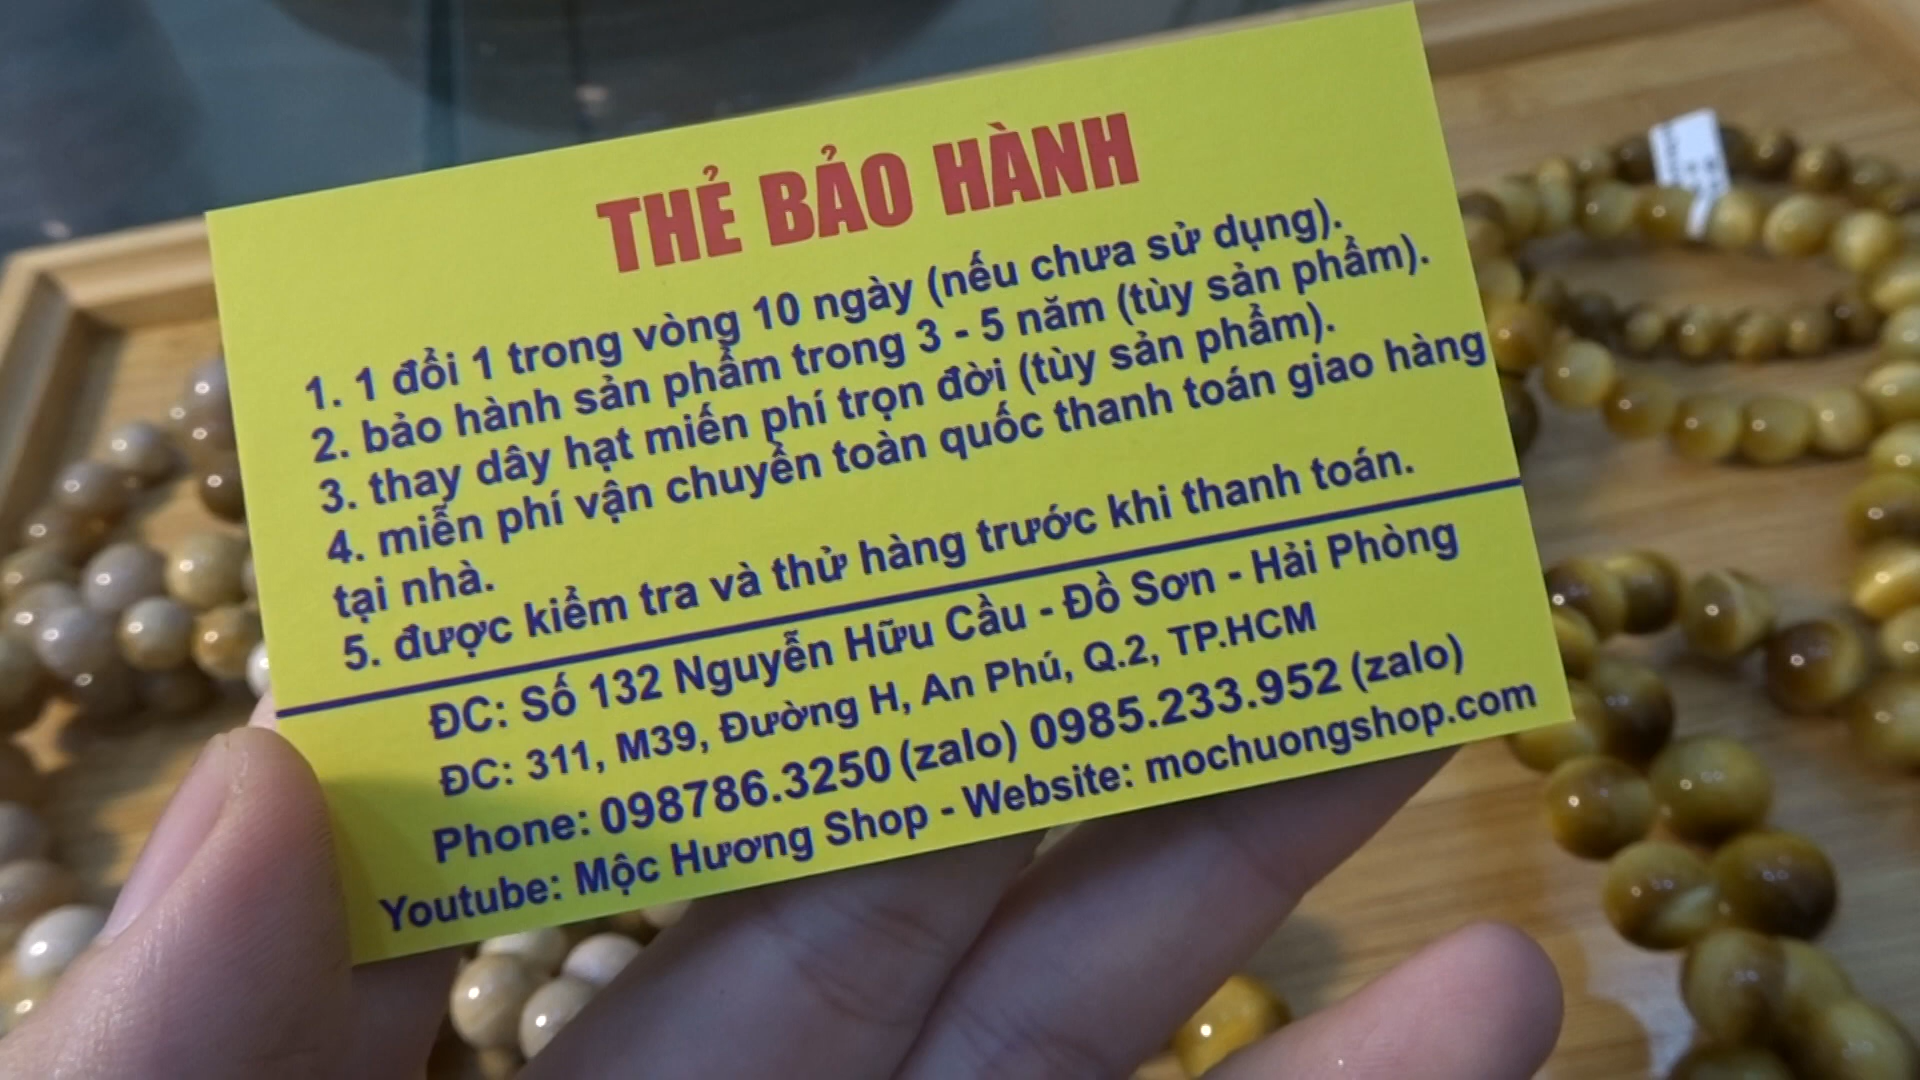 THẺ BẢO HÀNH
1. 1 đổi 1 trong vòng 10 ngày (nếu chưa sử dụng).
2. bảo hành sản phẩm trong 3 - 5 năm (tùy sản phẩm).
3. thay dây hạt miến phí trọn đời (tùy sản phẩm).
4. miễn phí vận chuyển toàn quốc thanh toán giao hàng
tại nhà.
5. được kiểm tra và thử hàng trước khi thanh toán.
ĐC: Số 132 Nguyễn Hữu Cầu - Đồ Sơn - Hải Phòng
ĐC: 311, M39, Đường H, An Phú, Q.2, TP.HCM
Phone: 098786.3250 (zalo) 0985.233.952 (zalo)
Youtube: Mộc Hương Shop - Website: mochuongshop.com